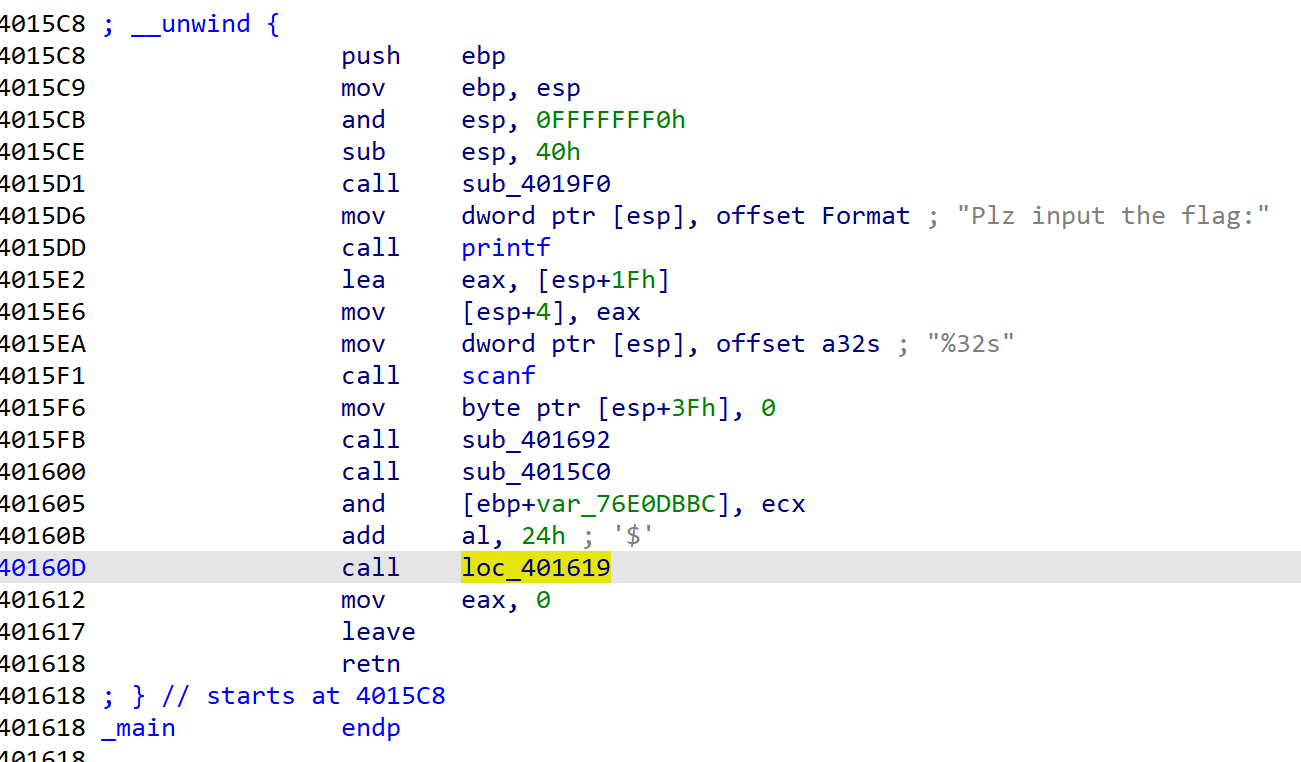 4015C8 ; __unwind {
4015C8 push ebp
4015C9 mov ebp, esp
4015CB and esp, 0FFFFFFF0h
4015CE sub esp, 40h
4015D1 call sub_4019F0
4015D6 mov dword ptr [esp], offset Format ; "Plz input the flag:"
4015DD call printf
4015E2 lea eax, [esp+1Fh]
4015E6 mov [esp+4], eax
4015EA mov dword ptr [esp], offset a32s ; "%32s"
4015F1 call scanf
4015F6 mov byte ptr [esp+3Fh], 0
4015FB call sub_401692
401600 call sub_4015C0
401605 and [ebp+var_76E0DBBC], ecx
40160B add al, 24h ; '$'
40160D call loc_401619
401612 mov eax, 0
401617 leave
401618 retn
401618 ; } // starts at 4015C8
401618 _main endp
401618